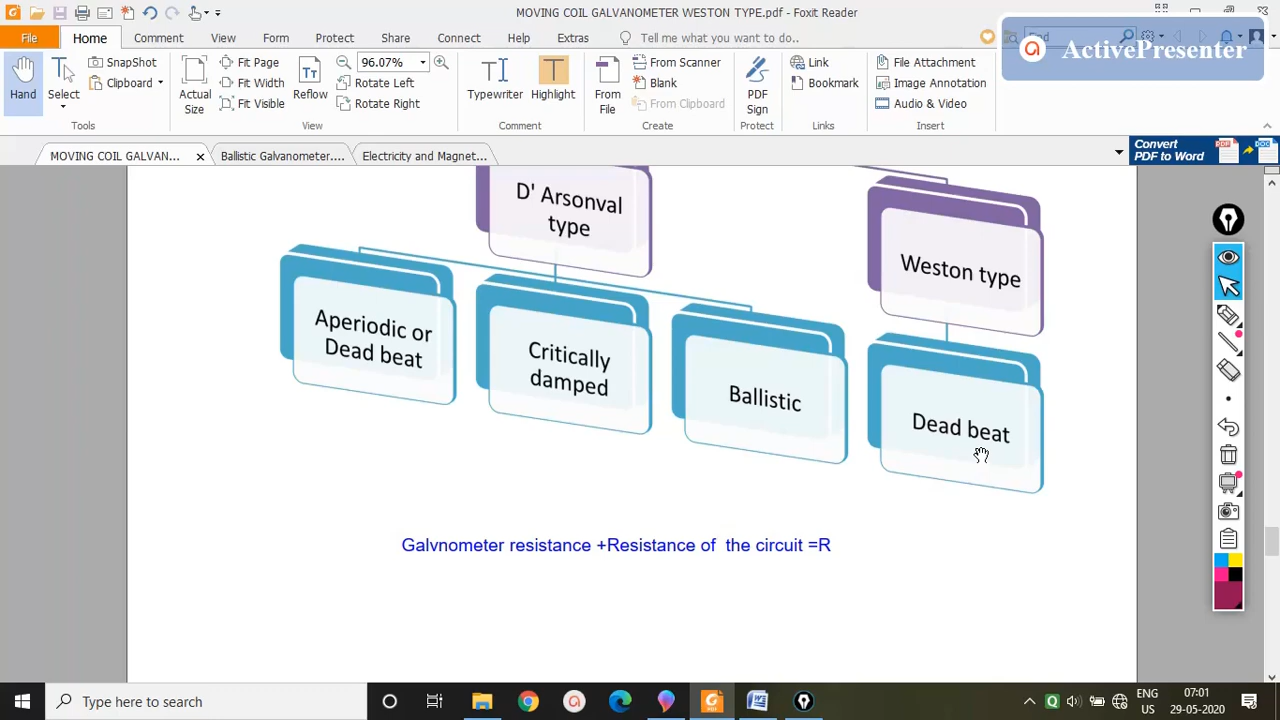 MOVING COIL GALVANOMETER WESTON TYPE.pdf - Foxit Reader
File Home Comment View Form Protect Share Connect Help Extras Tell me what you want to do..
ActivePresenter
Hand
Select
SnapShot
Clipboard
Tools
Actual
Size
Fit Page
Fit Width
Fit Visible
Reflow
96.07%
Rotate Left
Rotate Right
View
Typewriter
Highlight
Comment
From
File
From Scanner
Blank
From Clipboard
Create
PDF
Sign
Protect
Link
Bookmark
Links
File Attachment
Image Annotation
Audio & Video
Insert
MOVING COIL GALVAN...
Ballistic Galvanometer....
Electricity and Magnet...
Convert
PDF to Word
D' Arsonval
type
Weston type
Aperiodic or
Dead beat
Critically
damped
Ballistic
Dead beat
Galvnometer resistance +Resistance of the circuit =R
Type here to search
ENG
US
07:01
29-05-2020